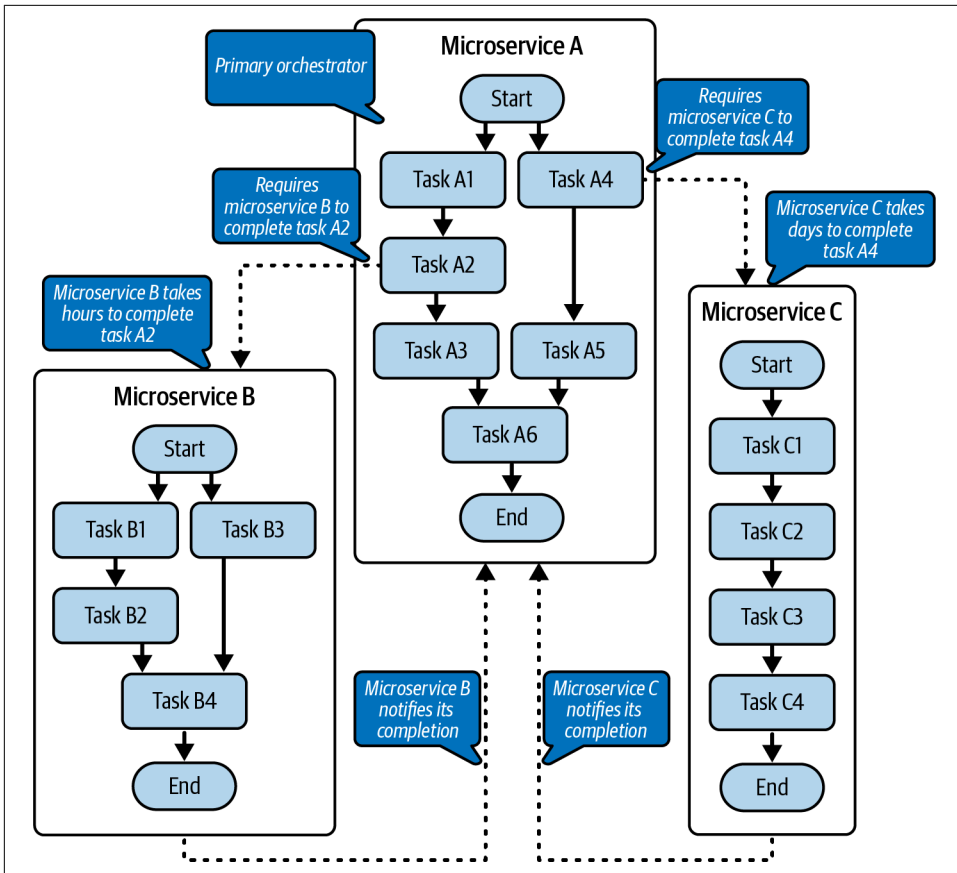 Microservice A
Primary orchestrator
Start
Requires
microservice C to
complete task A4
Task A1
Task A4
Requires
microservice B to
complete task A2
Microservice C takes
days to complete
task A4
Task A2
Microservice B takes
hours to complete
task A2
Task A3
Task A5
Task A6
End
Microservice B
Start
Task B1
Task B3
Task B2
Task B4
End
Microservice C
Start
Task C1
Task C2
Task C3
Task C4
End
Microservice B
notifies its
completion
Microservice C
notifies its
completion